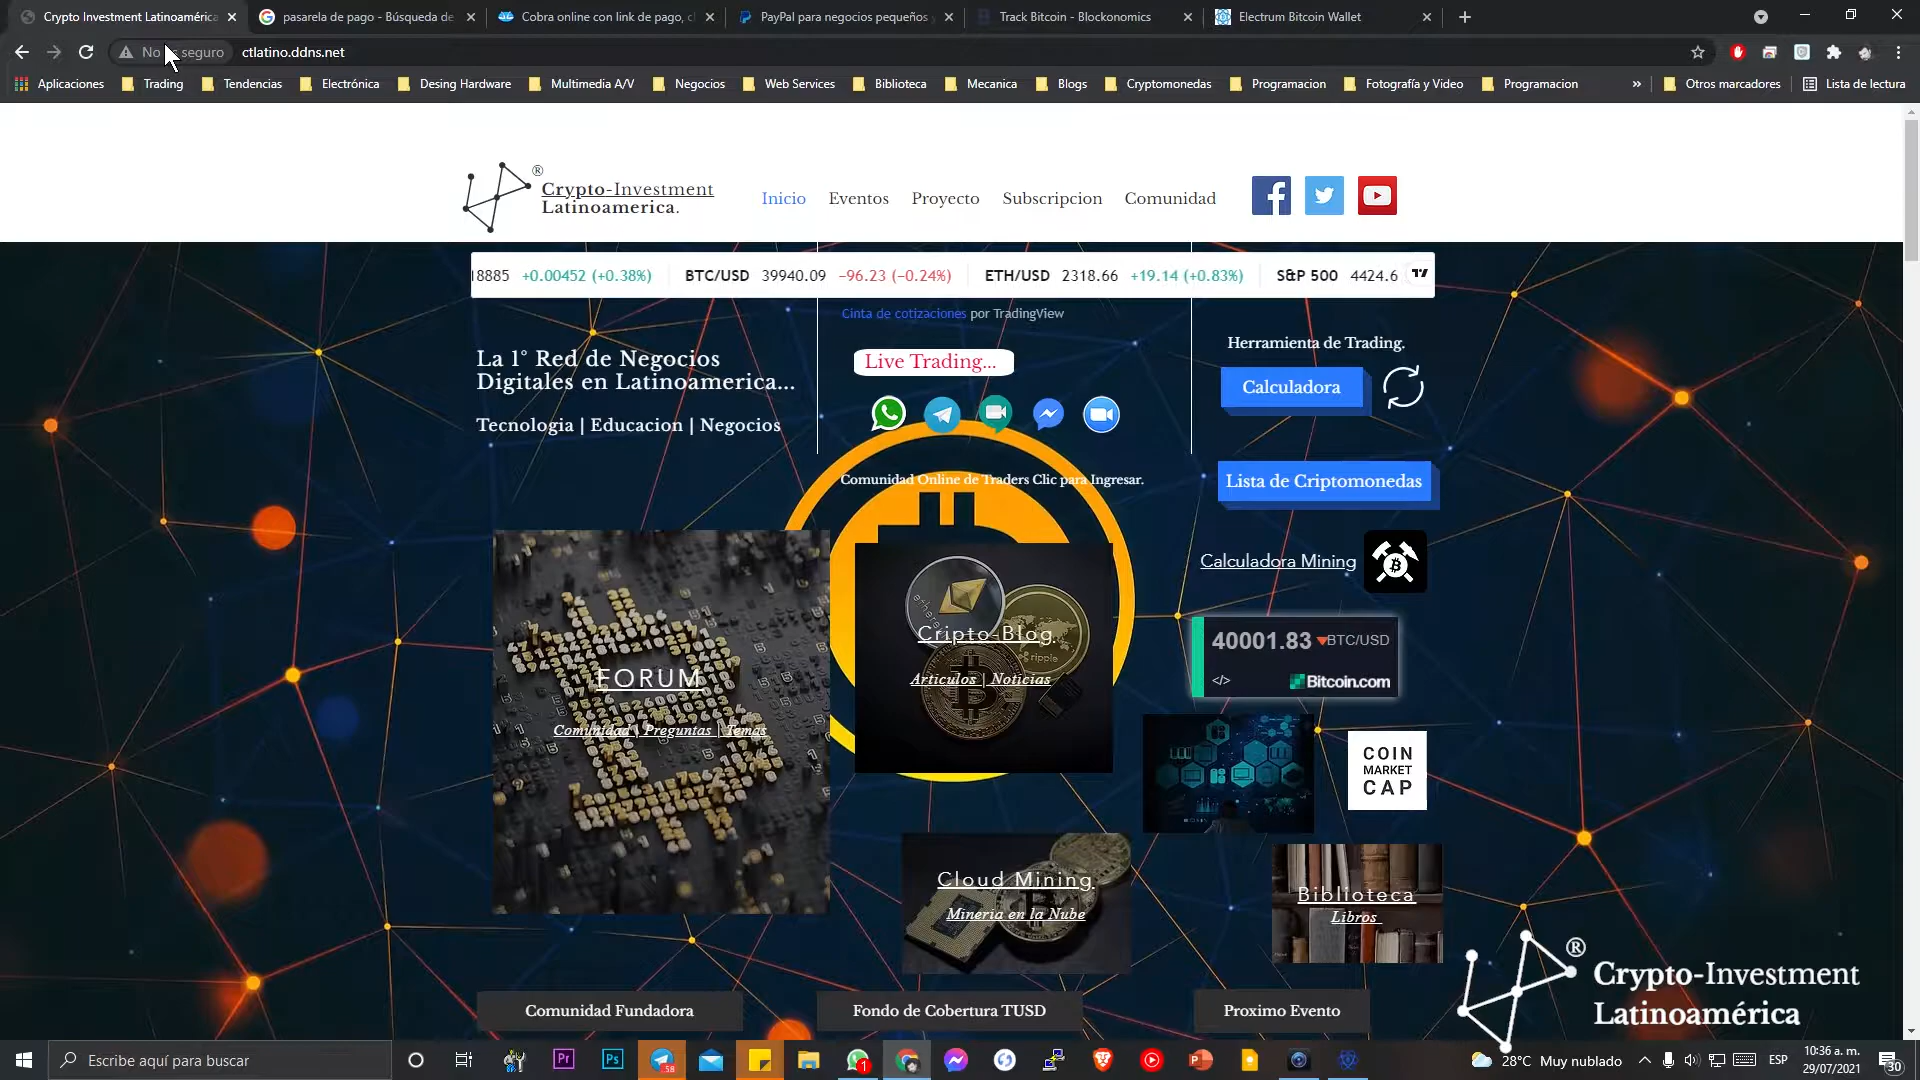 Crypto Investment Latinoaméric
pasarela de pago - Búsqueda de
Cobra online con link de pago, c
PayPal para negocios pequeños y
Track Bitcoin - Blockonomics
Electrum Bitcoin Wallet
No es seguro
ctlatino.ddns.net
Aplicaciones
Trading
Tendencias
Electrónica
Desing Hardware
Multimedia A/V
Negocios
Web Services
Biblioteca
Mecanica
Blogs
Cryptomonedas
Programacion
Fotografía y Video
Programacion
»
Otros marcadores
Lista de lectura
®
Crypto-Investment
Latinoamerica.
Inicio
Eventos
Proyecto
Subscripcion
Comunidad
18885 +0.00452 (+0.38%)
BTC/USD 39940.09 −96.23 (−0.24%)
ETH/USD 2318.66 +19.14 (+0.83%)
S&P 500 4424.6
Cinta de cotizaciones por TradingView
La 1° Red de Negocios
Digitales en Latinoamerica...
Tecnologia | Educacion | Negocios
Live Trading...
Comunidad Online de Traders Clic para Ingresar.
Herramienta de Trading.
Calculadora
Lista de Criptomonedas
Calculadora Mining
40001.83 BTC/USD
</>
Bitcoin.com
COIN
MARKET
CAP
FORUM
Comunidad | Preguntas | Temas
ethere
ripple
Cripto-Blog
Articulos | Noticias
Cloud Mining
Mineria en la Nube
Biblioteca
Libros
®
Crypto-Investment
Latinoamérica
Comunidad Fundadora
Fondo de Cobertura TUSD
Proximo Evento
Escribe aquí para buscar
Pr
Ps
58
1
28°C Muy nublado
ESP
10:36 a. m.
29/07/2021
30